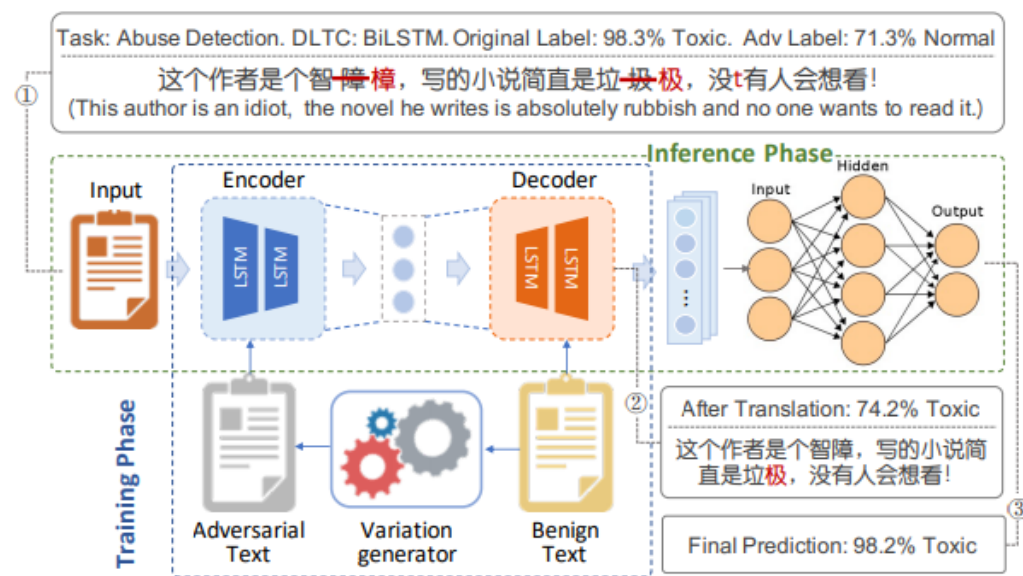 Task: Abuse Detection. DLTC: BiLSTM. Original Label: 98.3% Toxic. Adv Label: 71.3% Normal
这个作者是个智障樟，写的小说简直是垃圾极，没t有人会想看！
(This author is an idiot, the novel he writes is absolutely rubbish and no one wants to read it.)
①
Inference Phase
Input
Encoder
Decoder
Input
Hidden
Output
LSTM
LSTM
LSTM
LSTM
...
②
③
Training Phase
Adversarial
Text
Variation
generator
Benign
Text
After Translation: 74.2% Toxic
这个作者是个智障，写的小说简
直是垃极，没有人会想看！
Final Prediction: 98.2% Toxic